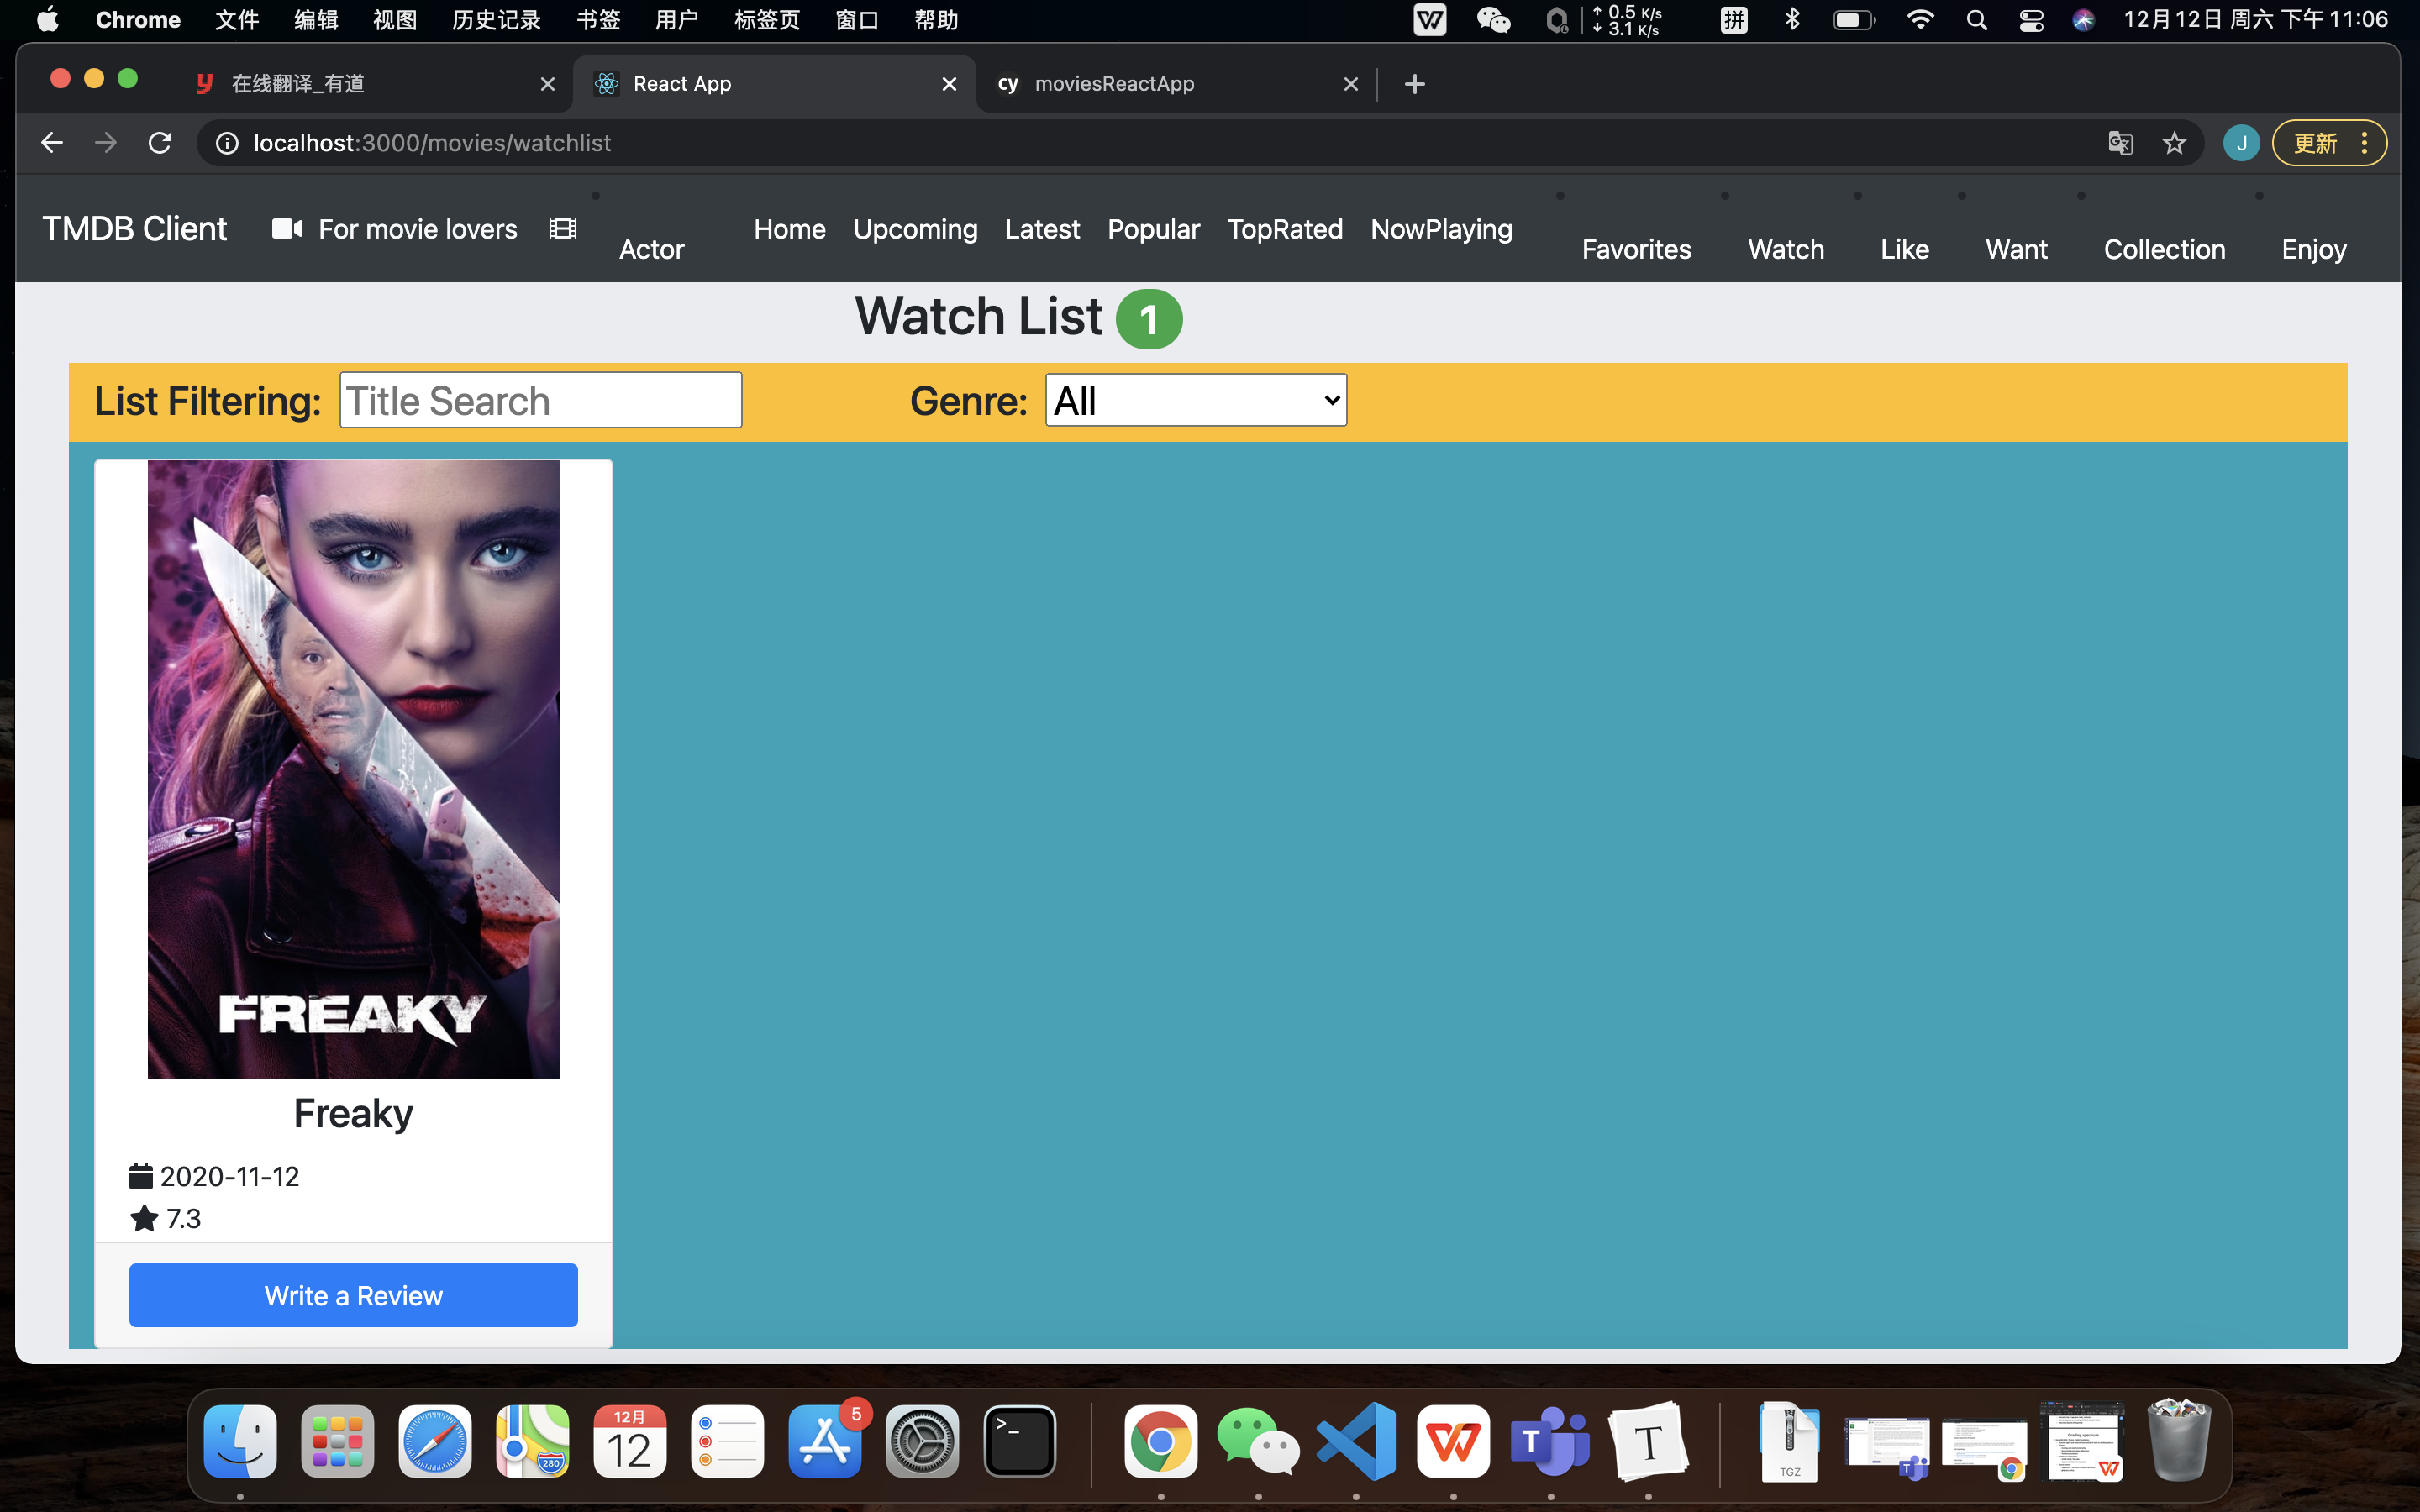 Chrome 文件 编辑 视图 历史记录 书签 用户 标签页 窗口 帮助 0.5 K/s 3.1 K/s 拼 12月12日 周六 下午 11:06
在线翻译_有道 React App cy moviesReactApp
localhost:3000/movies/watchlist J 更新
TMDB Client For movie lovers Actor Home Upcoming Latest Popular TopRated NowPlaying Favorites Watch Like Want Collection Enjoy
Watch List 1
List Filtering: Title Search Genre: All
FREAKY
Freaky
2020-11-12
7.3
Write a Review
12月
12
5
280
T
T
TGZ